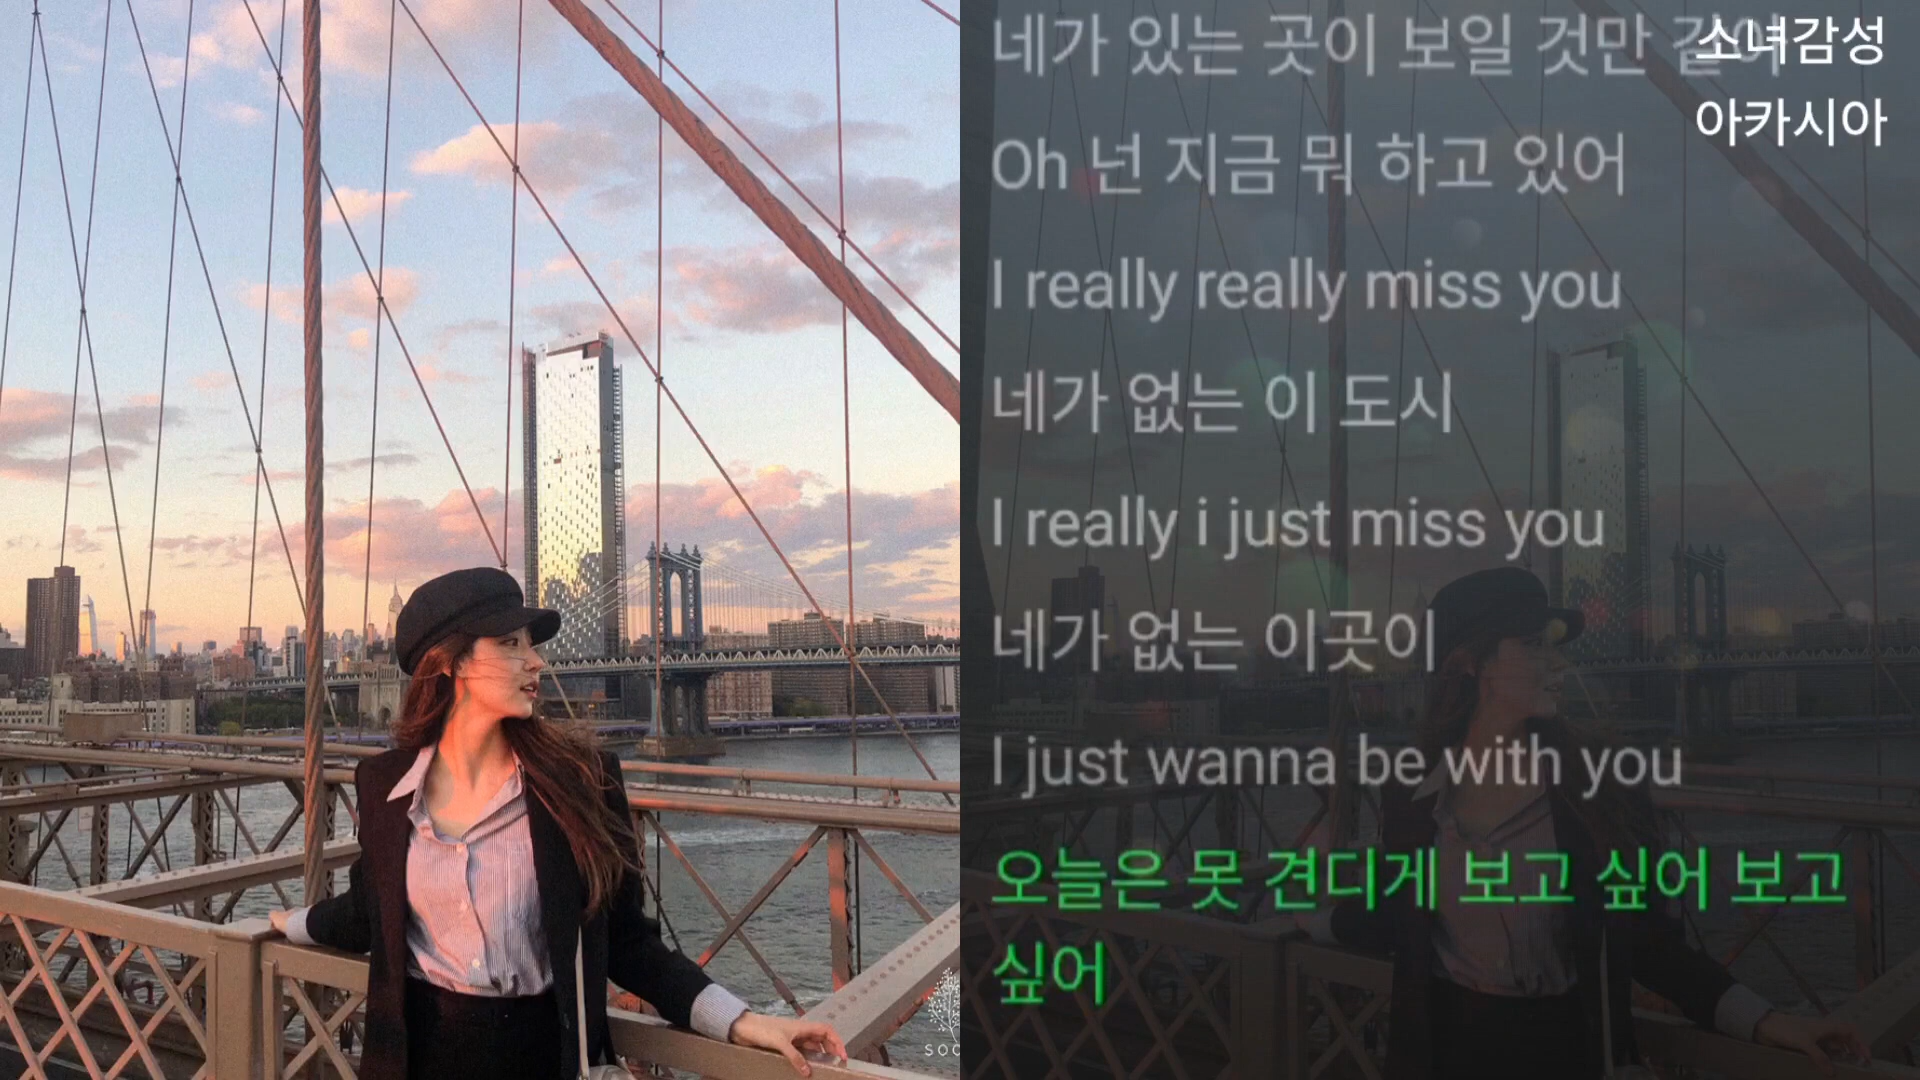 네가 있는 곳이 보일 것만 같아
소녀감성
아카시아
Oh 넌 지금 뭐 하고 있어
I really really miss you
네가 없는 이 도시
I really i just miss you
네가 없는 이곳이
I just wanna be with you
오늘은 못 견디게 보고 싶어 보고
싶어
SOO